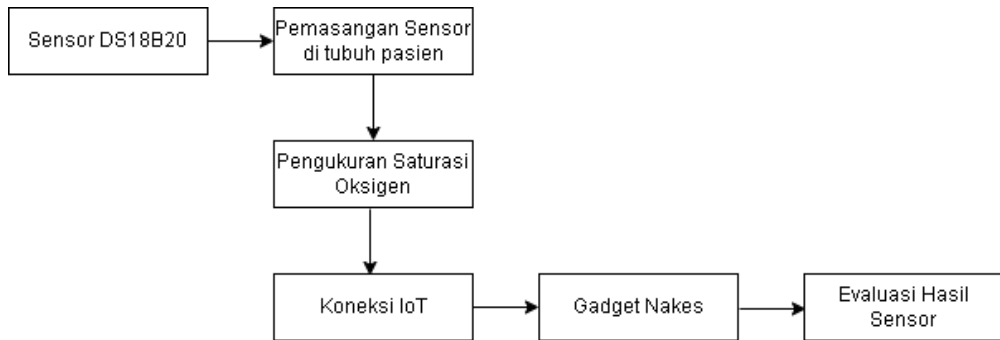 Sensor DS18B20
Pemasangan Sensor
di tubuh pasien
Pengukuran Saturasi
Oksigen
Koneksi IoT
Gadget Nakes
Evaluasi Hasil
Sensor